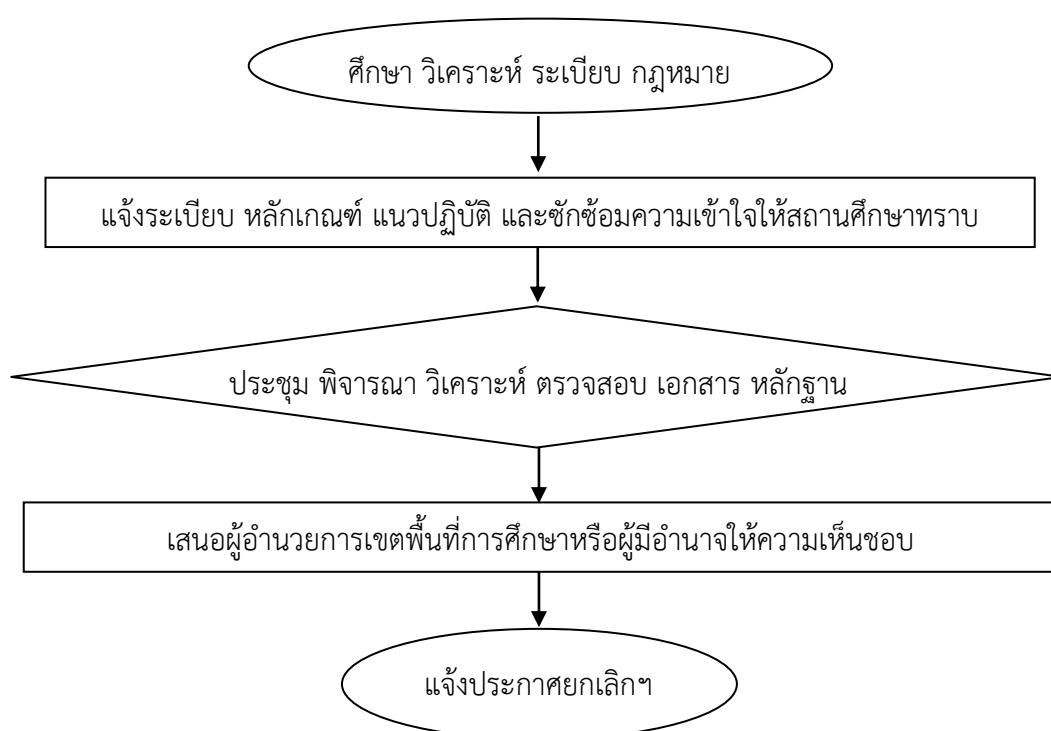 ศึกษา วิเคราะห์ ระเบียบ กฎหมาย
แจ้งระเบียบ หลักเกณฑ์ แนวปฏิบัติ และซักซ้อมความเข้าใจให้สถานศึกษาทราบ
ประชุม พิจารณา วิเคราะห์ ตรวจสอบ เอกสาร หลักฐาน
เสนอผู้อำนวยการเขตพื้นที่การศึกษาหรือผู้มีอำนาจให้ความเห็นชอบ
แจ้งประกาศยกเลิกฯ